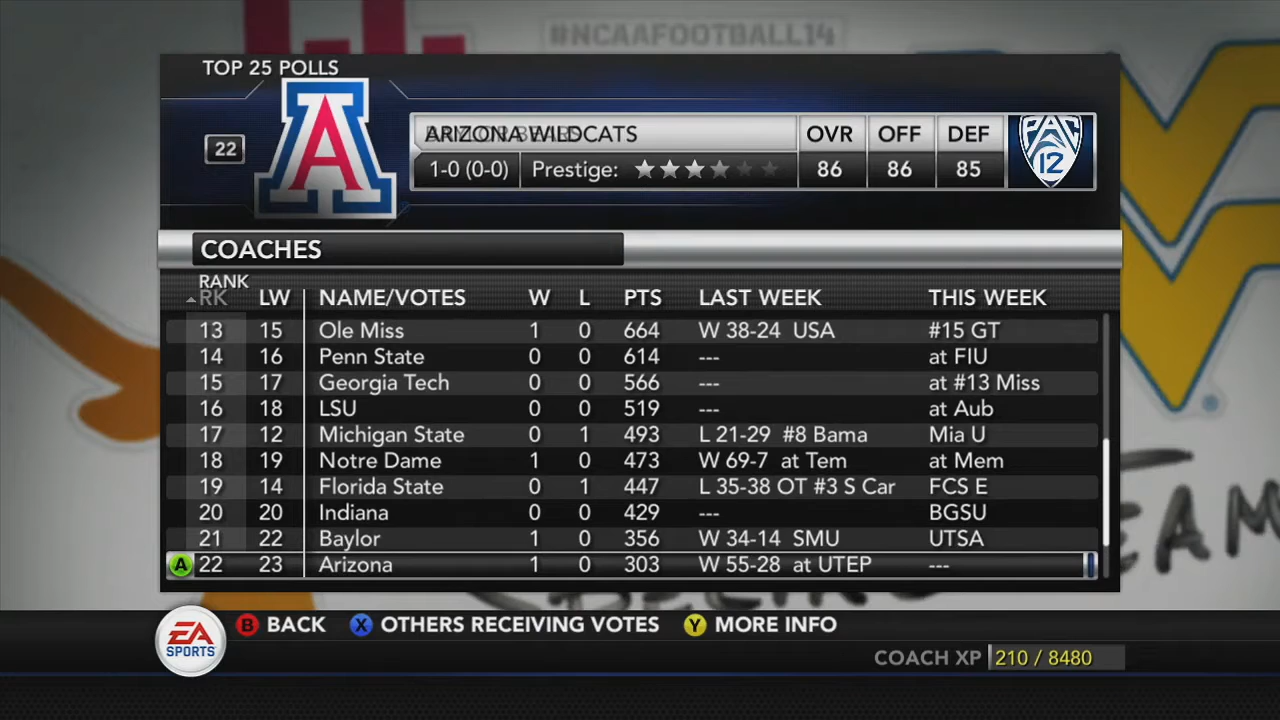 #NCAAFOOTBALL14
TOP 25 POLLS
22
A
ARIZONA WILDCATS
OVR OFF DEF
PAC 12
1-0 (0-0) Prestige: 86 86 85
COACHES
RANK
RK LW NAME/VOTES W L PTS LAST WEEK THIS WEEK
13 15 Ole Miss 1 0 664 W 38-24 USA #15 GT
14 16 Penn State 0 0 614 --- at FIU
15 17 Georgia Tech 0 0 566 --- at #13 Miss
16 18 LSU 0 0 519 --- at Aub
17 12 Michigan State 0 1 493 L 21-29 #8 Bama Mia U
18 19 Notre Dame 1 0 473 W 69-7 at Tem at Mem
19 14 Florida State 0 1 447 L 35-38 OT #3 S Car FCS E
20 20 Indiana 0 0 429 --- BGSU
21 22 Baylor 1 0 356 W 34-14 SMU UTSA
A 22 23 Arizona 1 0 303 W 55-28 at UTEP ---
EA SPORTS
B BACK X OTHERS RECEIVING VOTES Y MORE INFO
COACH XP 210 / 8480